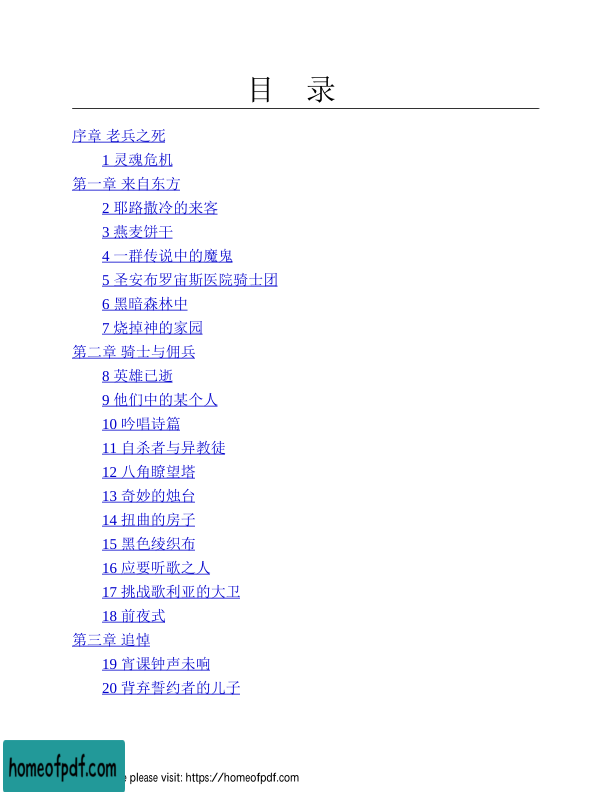 目 录
序章 老兵之死
1 灵魂危机
第一章 来自东方
2 耶路撒冷的来客
3 燕麦饼干
4 一群传说中的魔鬼
5 圣安布罗宙斯医院骑士团
6 黑暗森林中
7 烧掉神的家园
第二章 骑士与佣兵
8 英雄已逝
9 他们中的某个人
10 吟唱诗篇
11 自杀者与异教徒
12 八角瞭望塔
13 奇妙的烛台
14 扭曲的房子
15 黑色绫织布
16 应要听歌之人
17 挑战歌利亚的大卫
18 前夜式
第三章 追悼
19 宵课钟声未响
20 背弃誓约者的儿子
homeofpdf.com
e please visit: https://homeofpdf.com